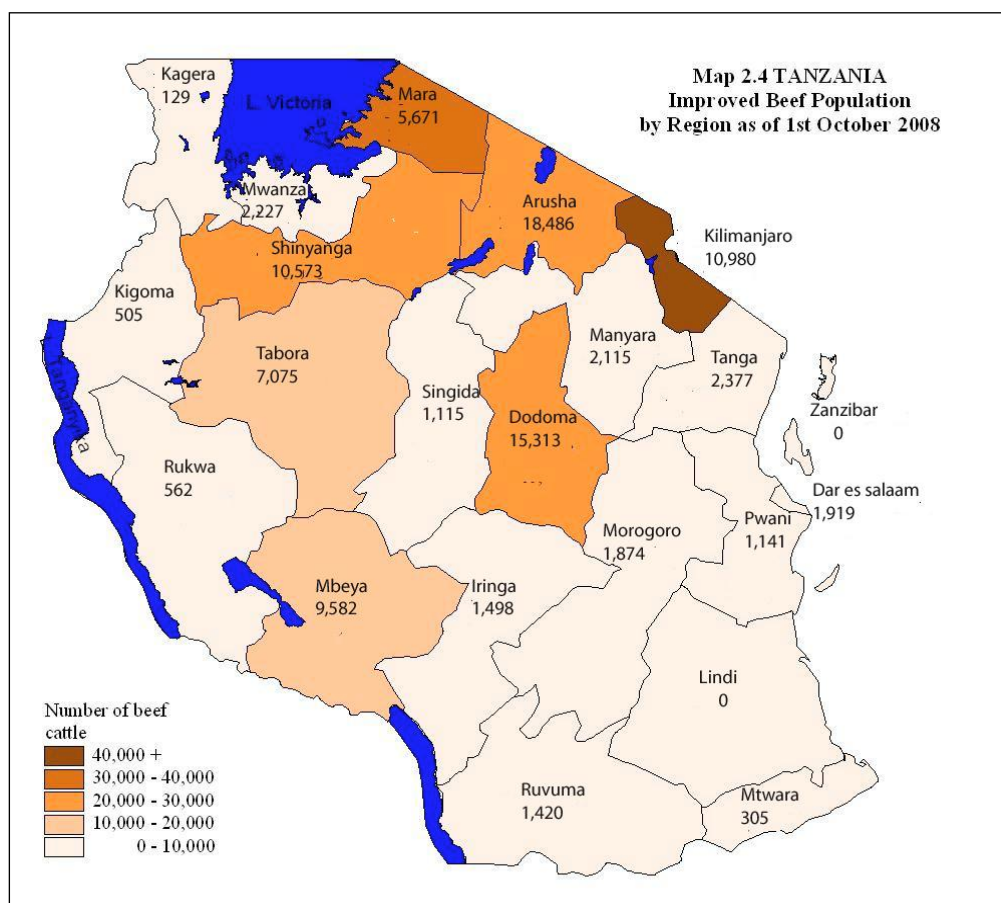 Map 2.4 TANZANIA
Improved Beef Population
by Region as of 1st October 2008
Kagera
129
L. Victoria
Mara
5,671
Mwanza
2,227
Arusha
18,486
Shinyanga
10,573
Kilimanjaro
10,980
Kigoma
505
Tabora
7,075
Manyara
2,115
Tanga
2,377
Singida
1,115
Dodoma
15,313
Zanzibar
0
L. Tanganyika
Rukwa
562
Dar es salaam
1,919
Pwani
1,141
Morogoro
1,874
Mbeya
9,582
Iringa
1,498
Lindi
0
Ruvuma
1,420
Mtwara
305
Number of beef
cattle
40,000 +
30,000 - 40,000
20,000 - 30,000
10,000 - 20,000
0 - 10,000